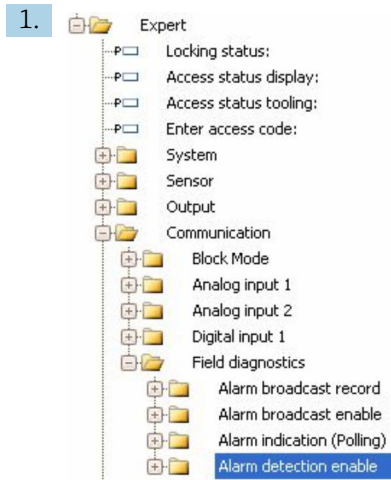 1.
Expert
Locking status:
Access status display:
Access status tooling:
Enter access code:
System
Sensor
Output
Communication
Block Mode
Analog input 1
Analog input 2
Digital input 1
Field diagnostics
Alarm broadcast record
Alarm broadcast enable
Alarm indication (Polling)
Alarm detection enable